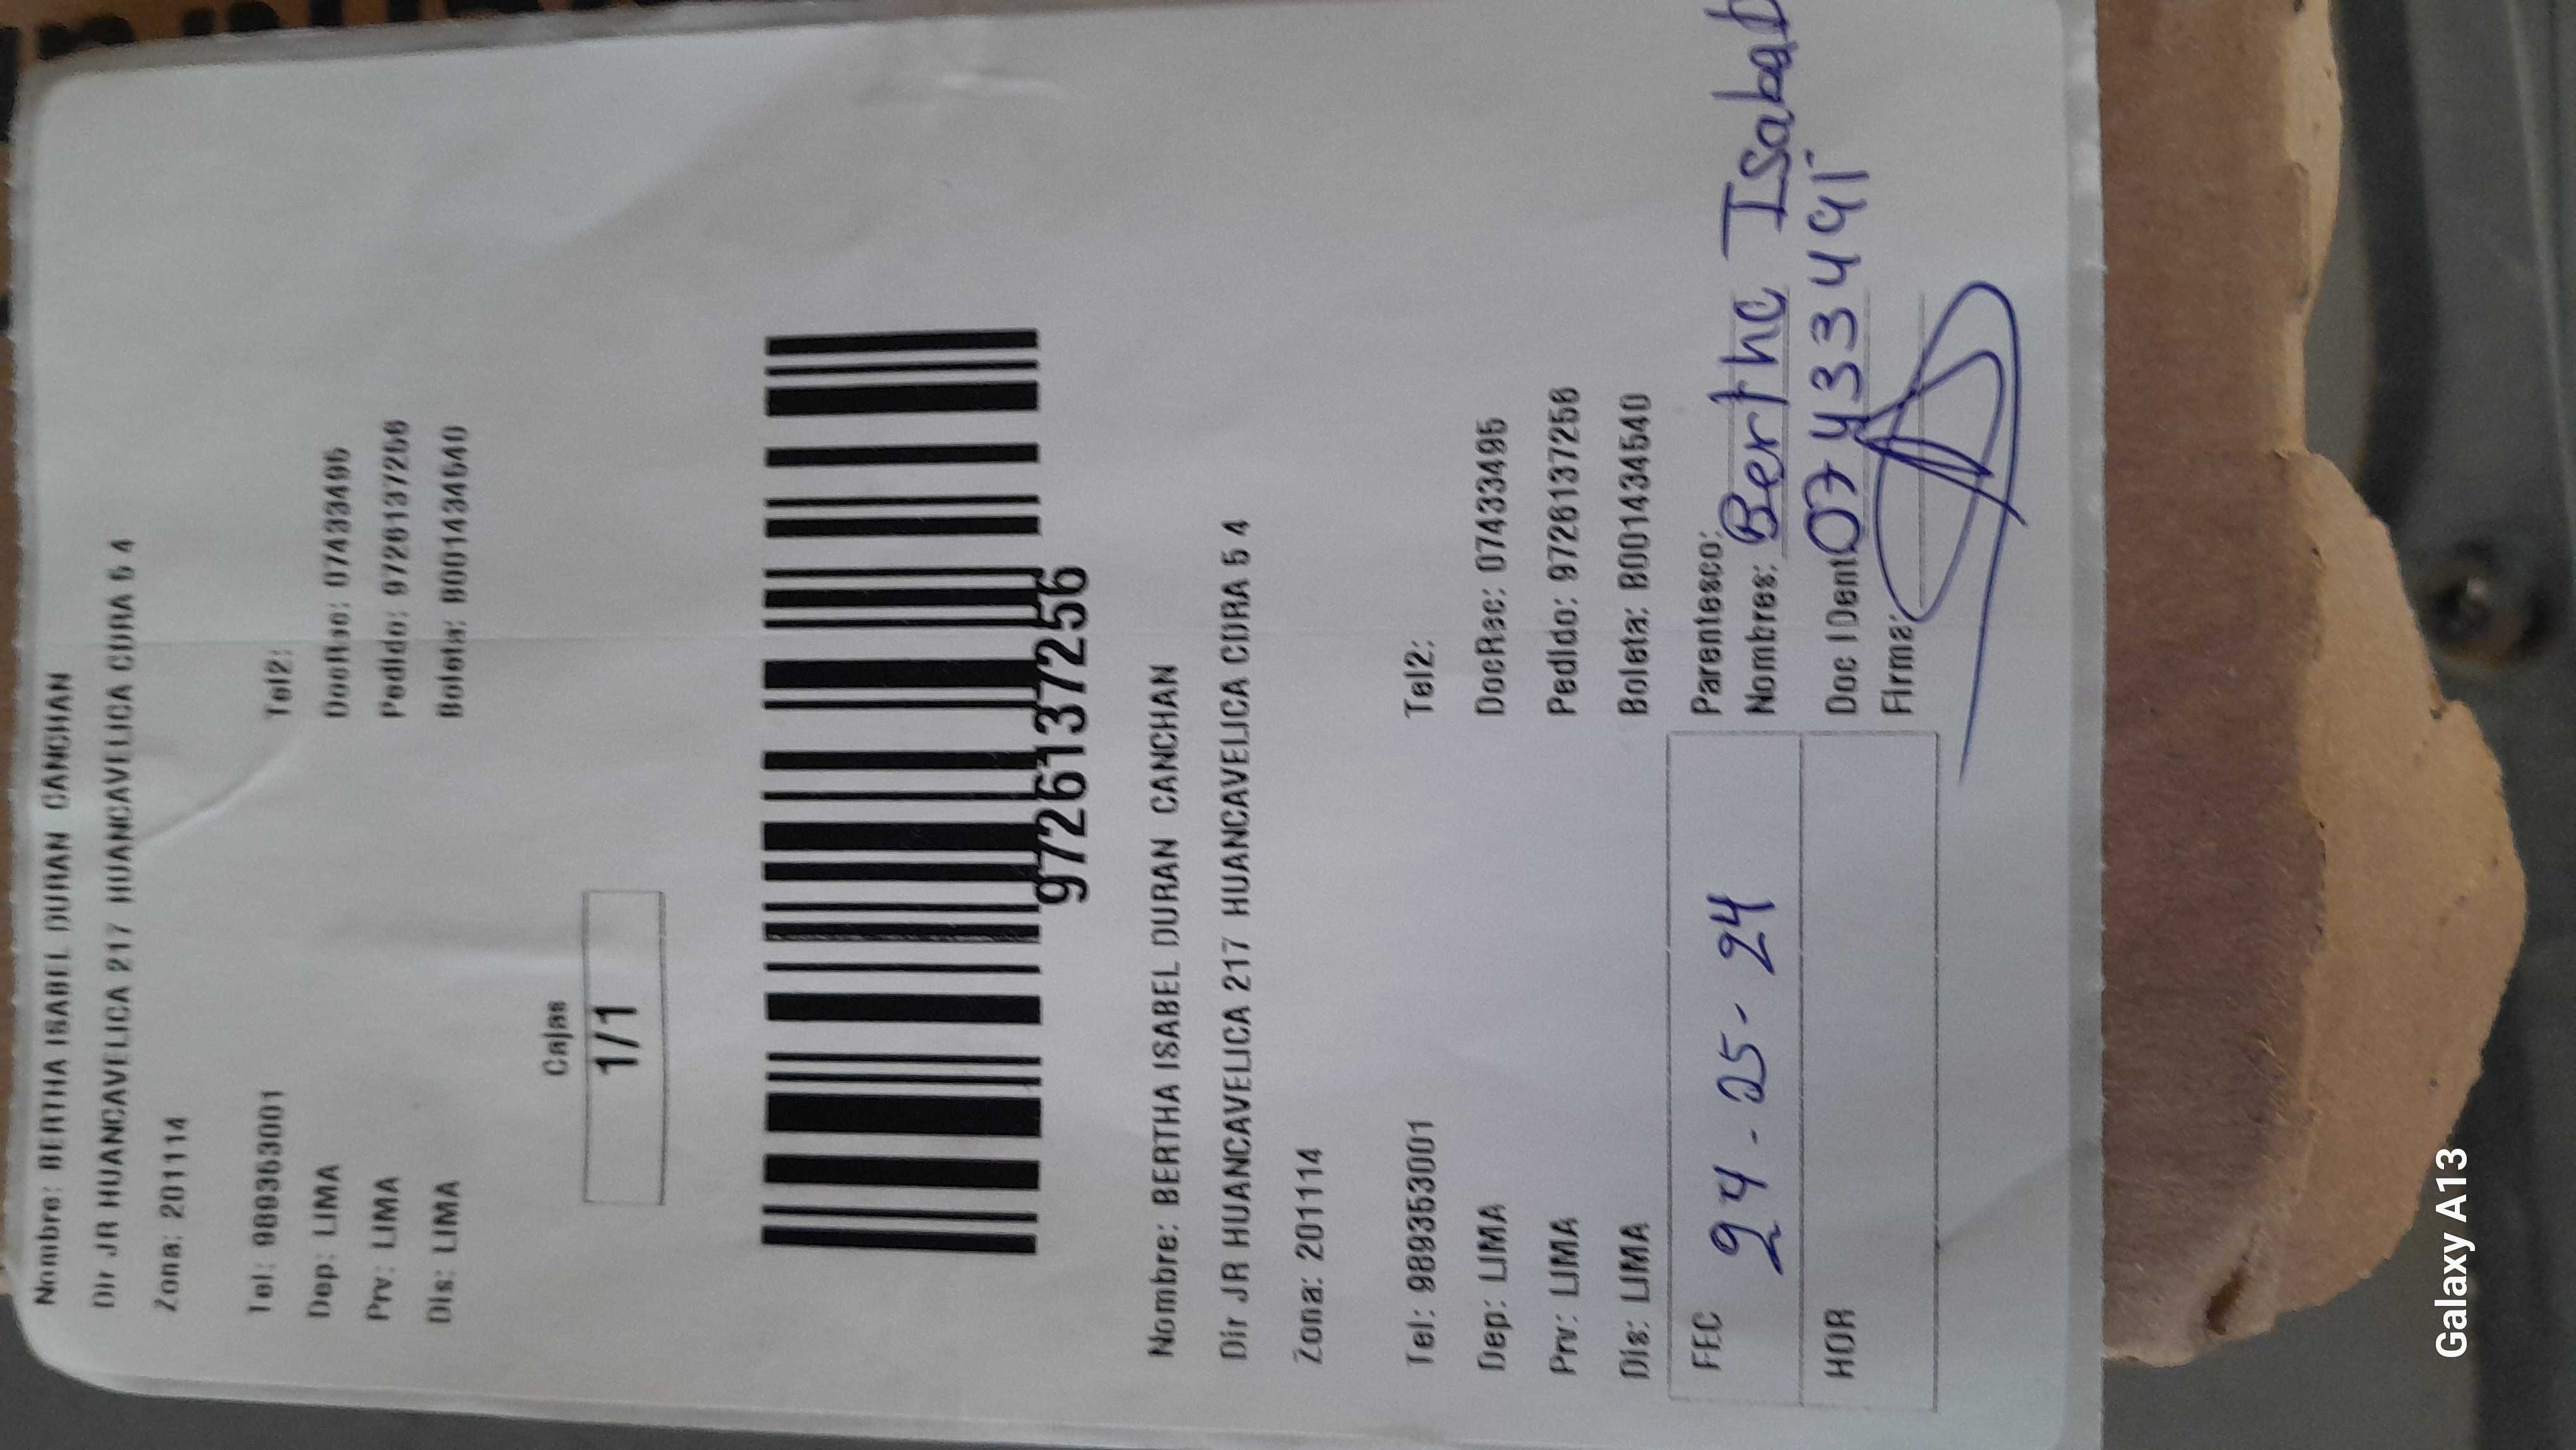 Nombre: BERTHA ISABEL DURAN CANCHAN
Dir JR HUANCAVELICA 217 HUANCAVELICA CDRA 5 4
Zona: 201114
Tel: 989353001 Tel2:
Dep: LIMA DocRec: 07433495
Prv: LIMA Pedido: 9726137256
Dis: LIMA Boleta: B001434540
Cajas
1/1
9726137256
Nombre: BERTHA ISABEL DURAN CANCHAN
Dir JR HUANCAVELICA 217 HUANCAVELICA CDRA 5 4
Zona: 201114
Tel: 989353001 Tel2:
Dep: LIMA DocRec: 07433495
Prv: LIMA Pedido: 9726137256
Dis: LIMA Boleta: B001434540
FEC 24-05-24 Parentesco:
Nombres: Bertha Isabel
HOR Doc IDent 07433491
Firma:
Galaxy A13